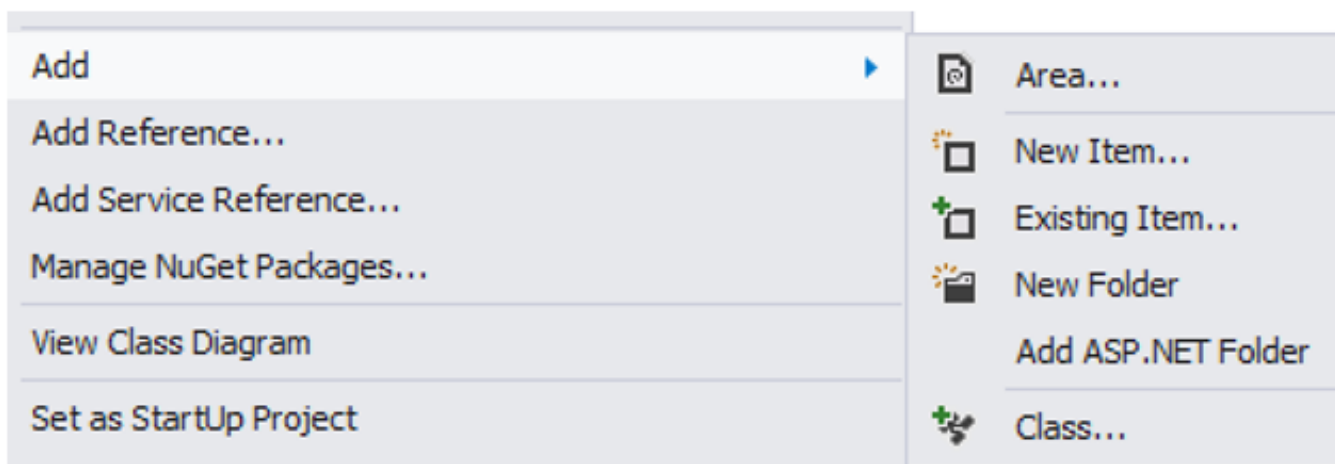 Add
Add Reference...
Add Service Reference...
Manage NuGet Packages...
View Class Diagram
Set as StartUp Project
Area...
New Item...
Existing Item...
New Folder
Add ASP.NET Folder
Class...